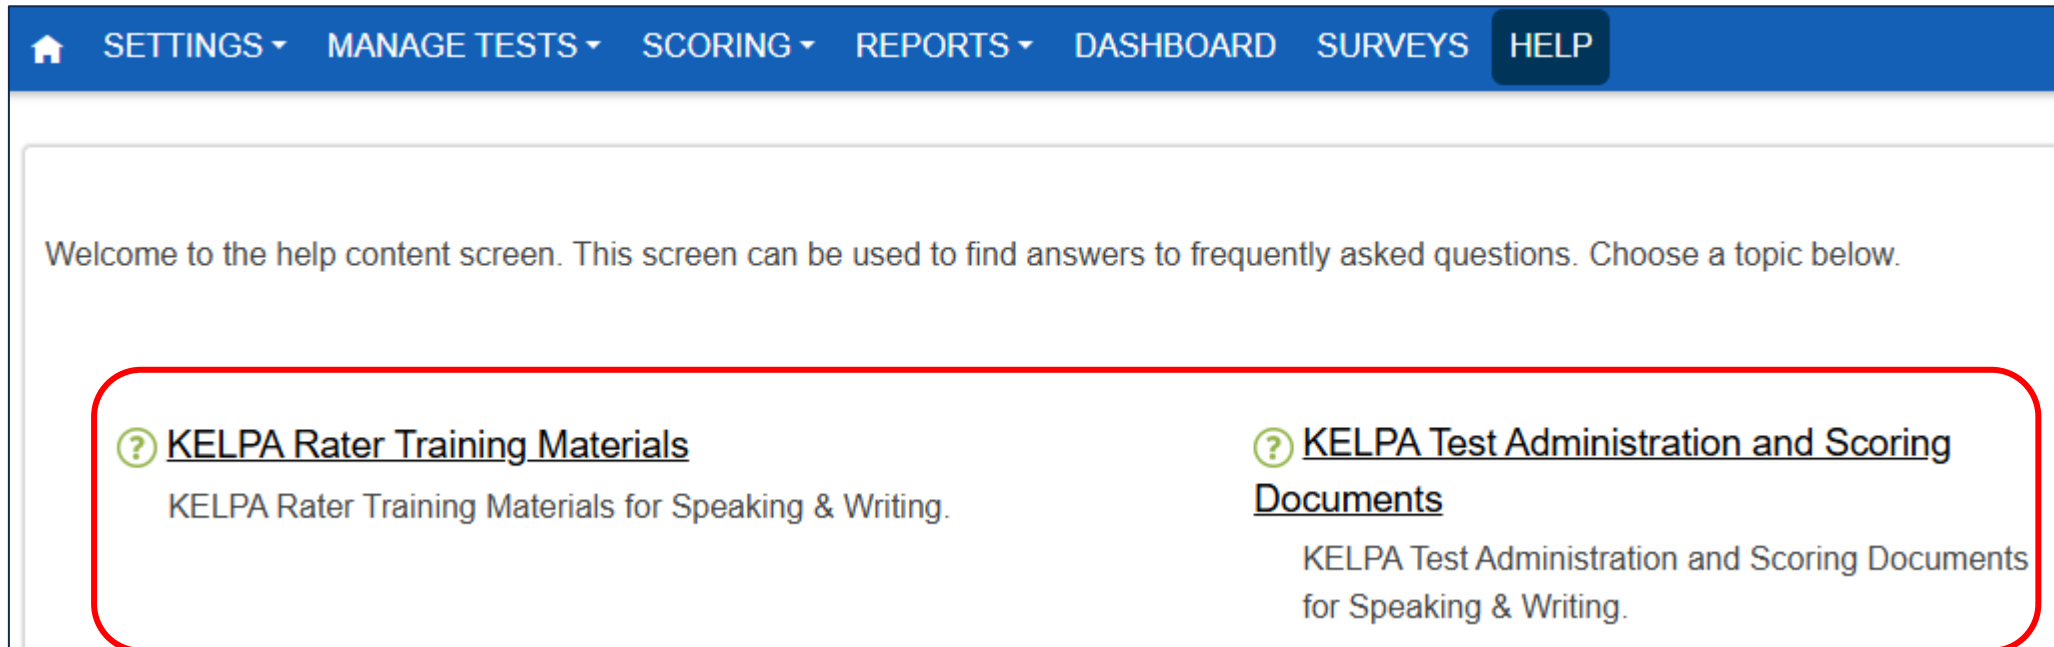 SETTINGS MANAGE TESTS SCORING REPORTS DASHBOARD SURVEYS HELP
Welcome to the help content screen. This screen can be used to find answers to frequently asked questions. Choose a topic below.
KELPA Rater Training Materials
KELPA Rater Training Materials for Speaking & Writing.
KELPA Test Administration and Scoring
Documents
KELPA Test Administration and Scoring Documents
for Speaking & Writing.